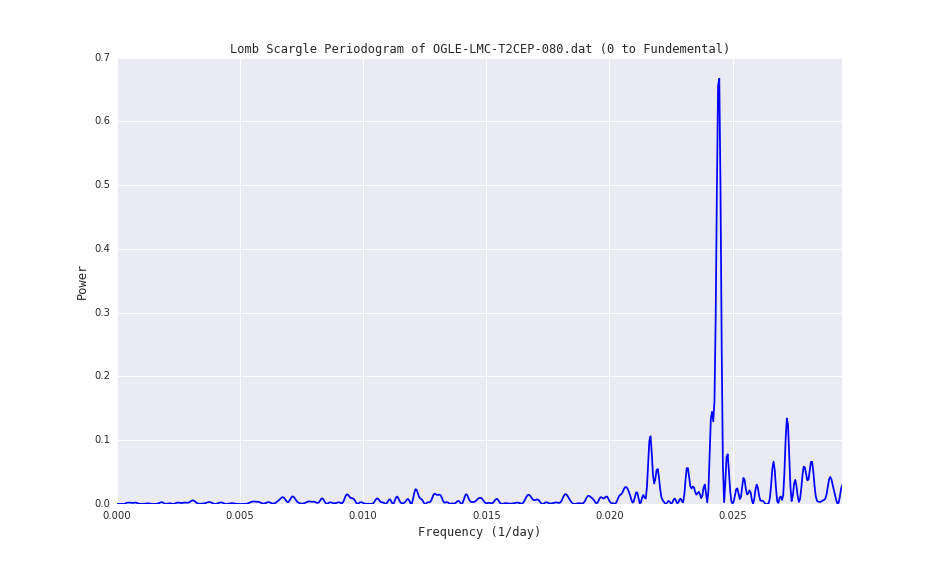 Lomb Scargle Periodogram of OGLE-LMC-T2CEP-080.dat (0 to Fundemental)
0.7
0.6
0.5
0.4
0.3
0.2
0.1
0.0
Power
0.000 0.005 0.010 0.015 0.020 0.025
Frequency (1/day)